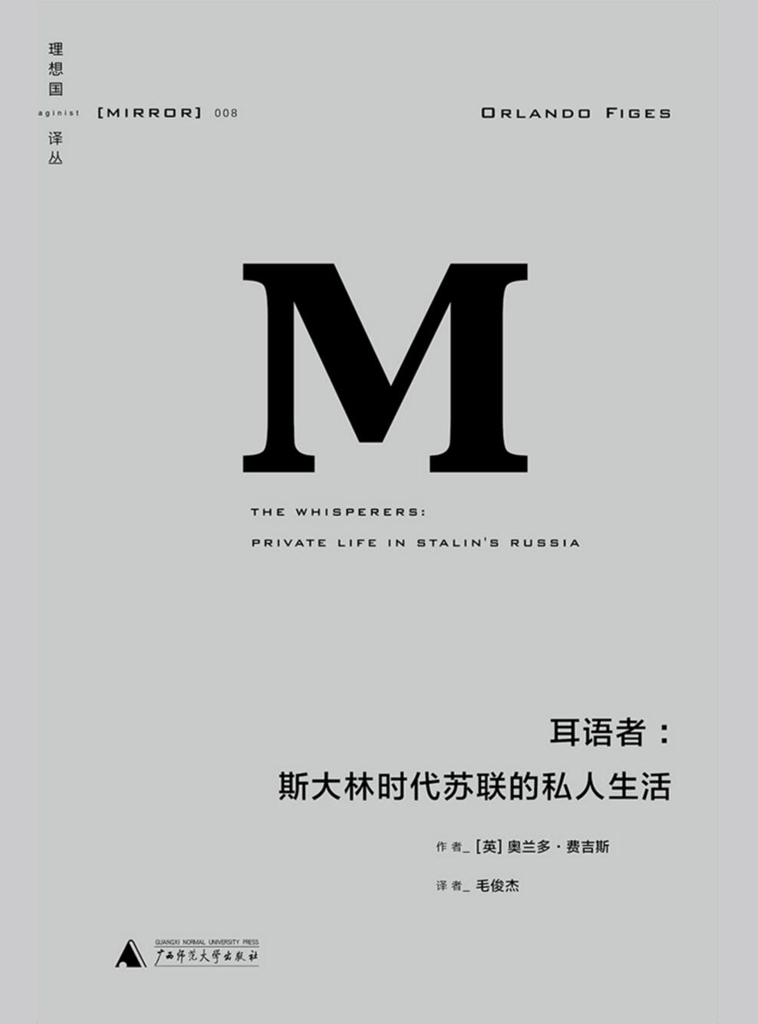 理想国
aginist
译丛
[MIRROR] 008
ORLANDO FIGES
M
THE WHISPERERS:
PRIVATE LIFE IN STALIN'S RUSSIA
耳语者：
斯大林时代苏联的私人生活
作者_ [英] 奥兰多·费吉斯
译者_ 毛俊杰
GUANGXI NORMAL UNIVERSITY PRESS
广西师范大学出版社